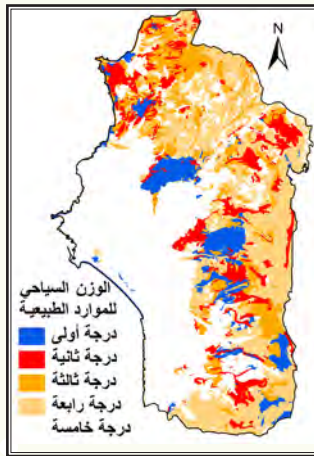 N
الوزن السياحي
للموارد الطبيعية
درجة أولى
درجة ثانية
درجة ثالثة
درجة رابعة
درجة خامسة